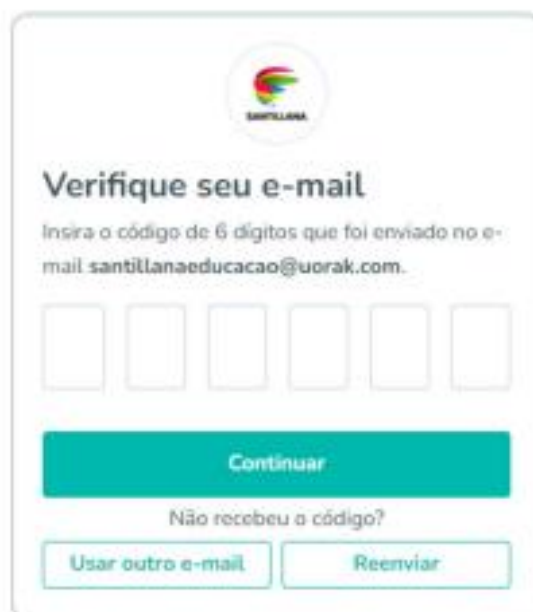 SANTILLANA
Verifique seu e-mail
Insira o código de 6 dígitos que foi enviado no e-
mail santillanaeducacao@uorak.com.
Continuar
Não recebeu o código?
Usar outro e-mail
Reenviar